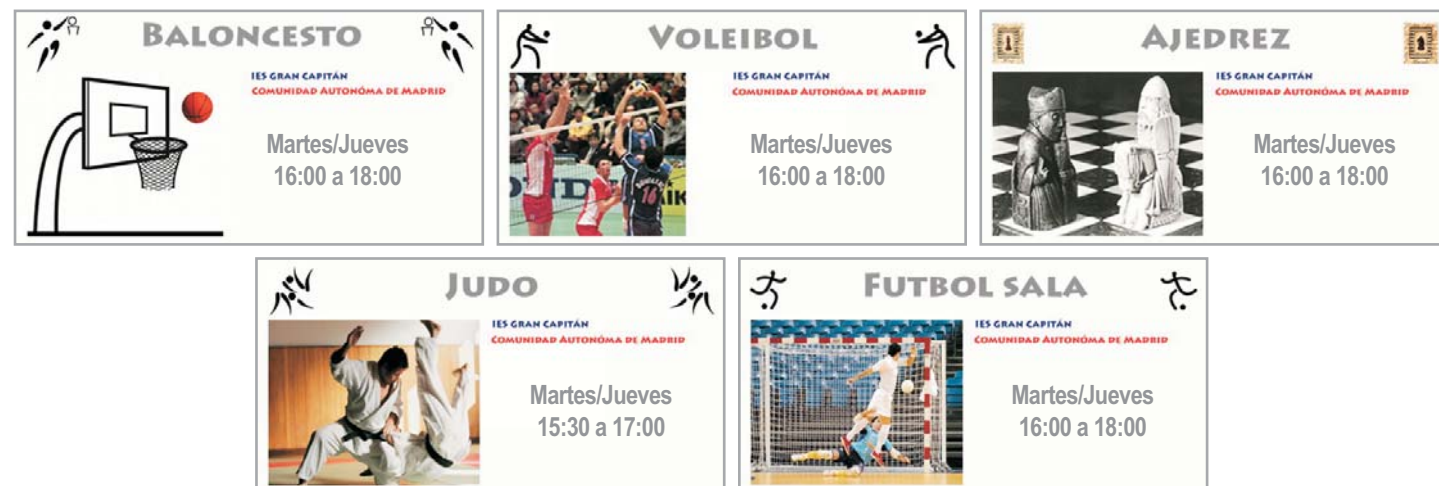 BALONCESTO
IES GRAN CAPITÁN
COMUNIDAD AUTONÓMA DE MADRID
Martes/Jueves
16:00 a 18:00
VOLEIBOL
IES GRAN CAPITÁN
COMUNIDAD AUTONÓMA DE MADRID
Martes/Jueves
16:00 a 18:00
16
AJEDREZ
IES GRAN CAPITÁN
COMUNIDAD AUTONÓMA DE MADRID
Martes/Jueves
16:00 a 18:00
JUDO
IES GRAN CAPITÁN
COMUNIDAD AUTONÓMA DE MADRID
Martes/Jueves
15:30 a 17:00
FUTBOL SALA
IES GRAN CAPITÁN
COMUNIDAD AUTONÓMA DE MADRID
Martes/Jueves
16:00 a 18:00